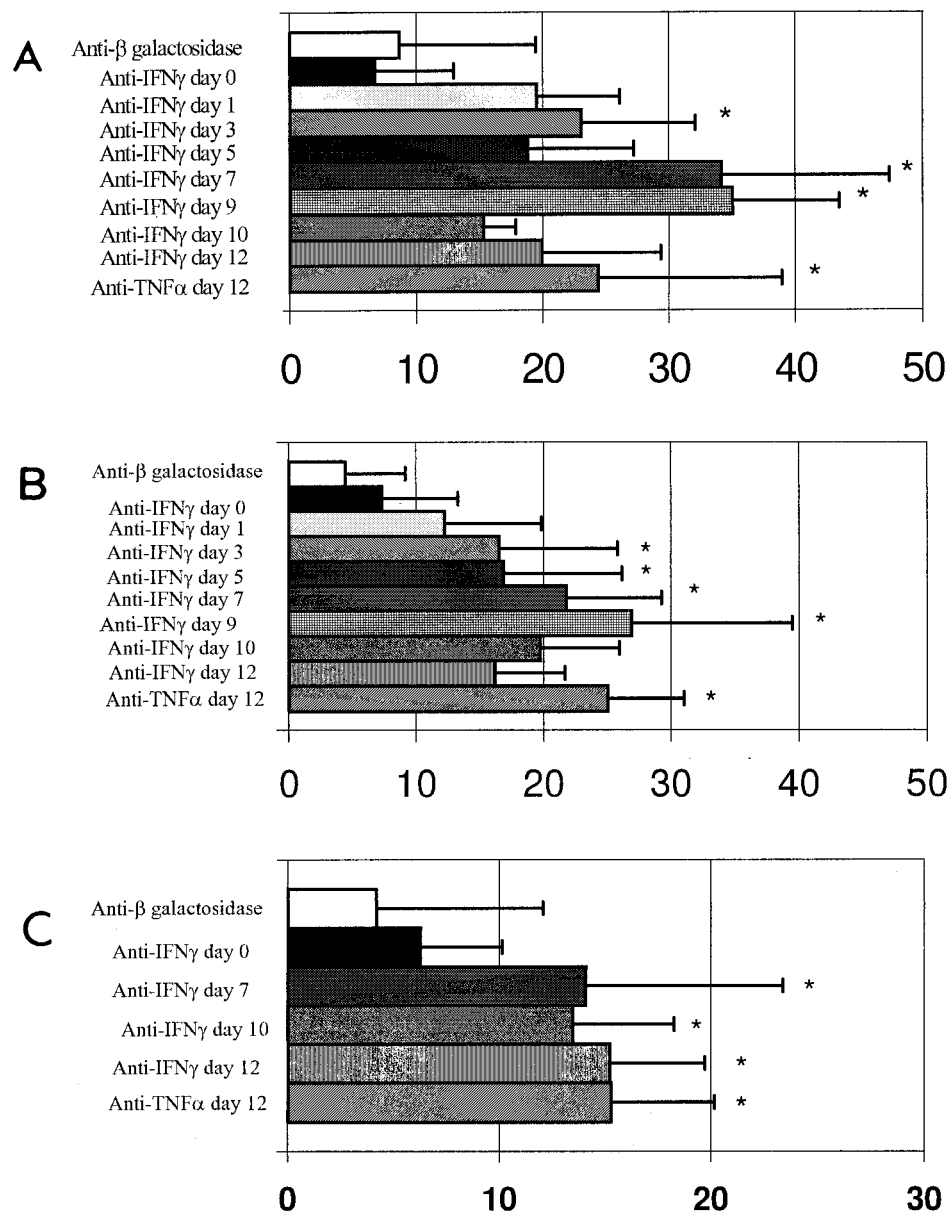 A
Anti-β galactosidase
Anti-IFNγ day 0
Anti-IFNγ day 1
Anti-IFNγ day 3
Anti-IFNγ day 5
Anti-IFNγ day 7
Anti-IFNγ day 9
Anti-IFNγ day 10
Anti-IFNγ day 12
Anti-TNFα day 12
*
*
*
*
0 10 20 30 40 50
B
Anti-β galactosidase
Anti-IFNγ day 0
Anti-IFNγ day 1
Anti-IFNγ day 3
Anti-IFNγ day 5
Anti-IFNγ day 7
Anti-IFNγ day 9
Anti-IFNγ day 10
Anti-IFNγ day 12
Anti-TNFα day 12
*
*
*
*
*
0 10 20 30 40 50
C
Anti-β galactosidase
Anti-IFNγ day 0
Anti-IFNγ day 7
Anti-IFNγ day 10
Anti-IFNγ day 12
Anti-TNFα day 12
*
*
*
*
0 10 20 30